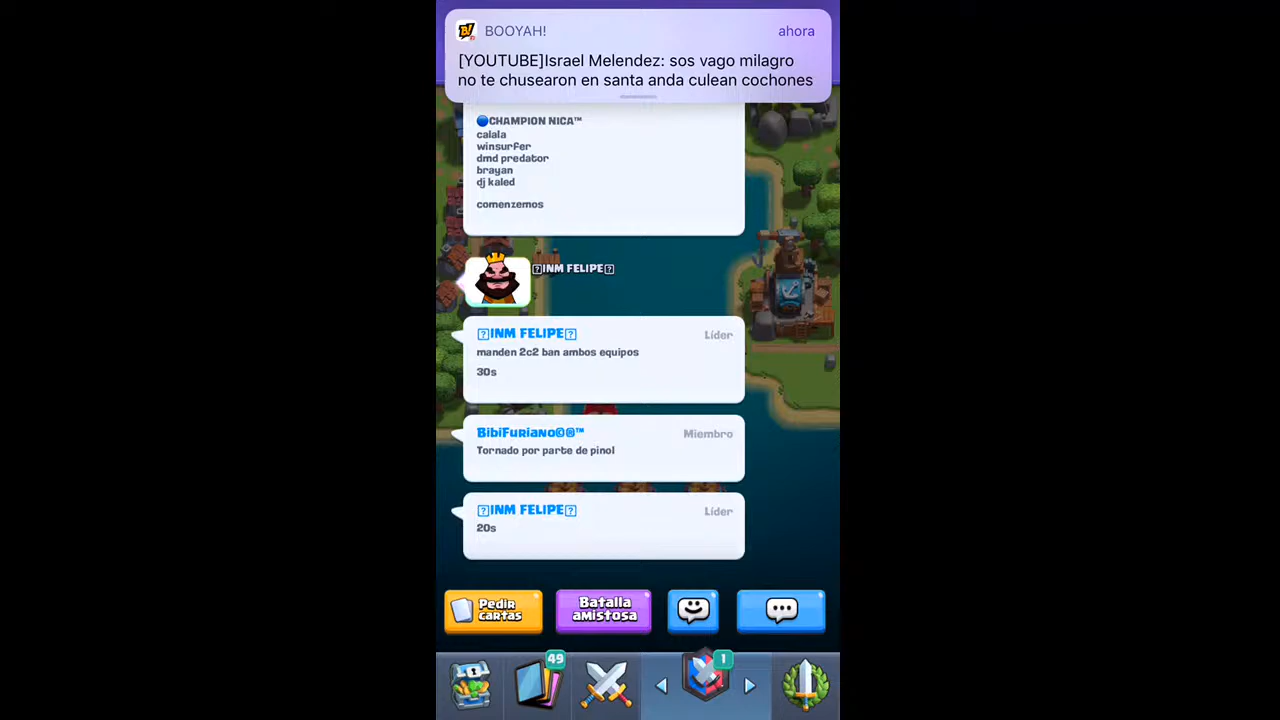 BOOYAH!
ahora
[YOUTUBE]Israel Melendez: sos vago milagro
no te chusearon en santa anda culean cochones
🔵CHAMPION NICA™
calala
winsurfer
dmd predator
brayan
dj kaled
comenzemos
INM FELIPE
INM FELIPE
Líder
manden 2c2 ban ambos equipos
30s
BibiFuriano©®™
Miembro
Tornado por parte de pinol
INM FELIPE
Líder
20s
Pedir
cartas
Batalla
amistosa
49
1